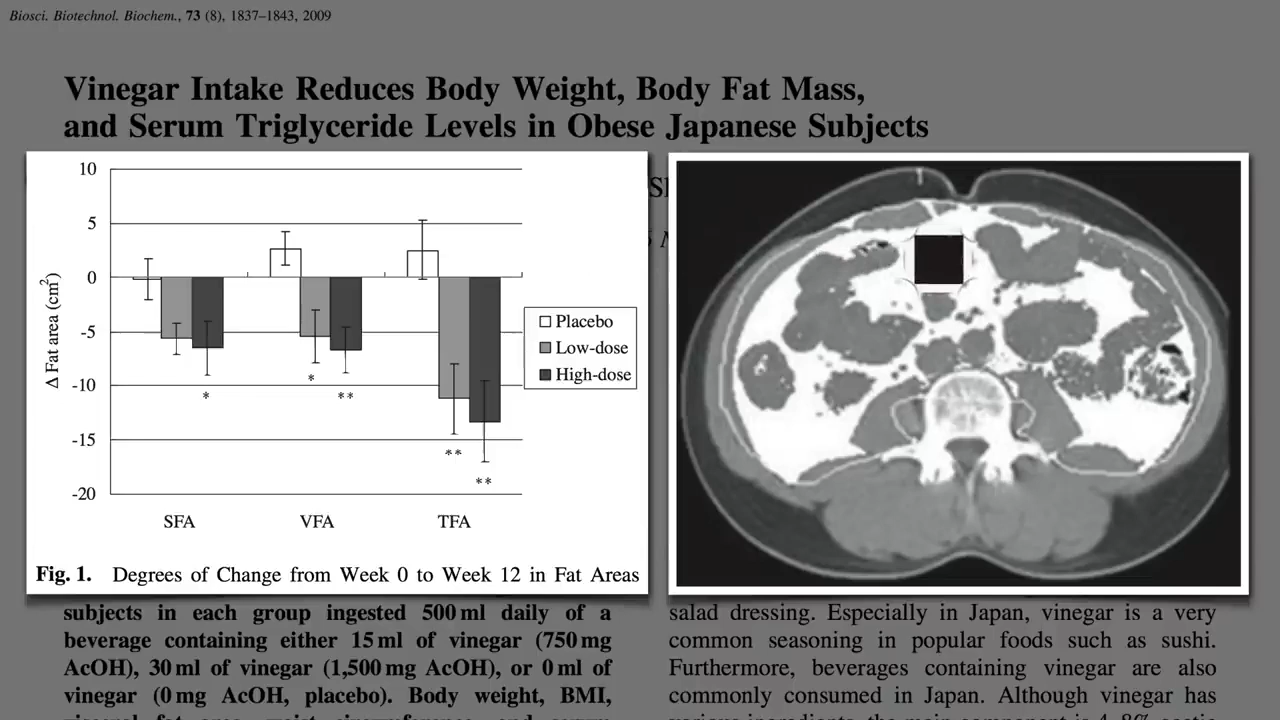 Biosci. Biotechnol. Biochem., 73 (8), 1837–1843, 2009
Vinegar Intake Reduces Body Weight, Body Fat Mass,
and Serum Triglyceride Levels in Obese Japanese Subjects
10
5
0
-5
-10
-15
-20
Δ Fat area (cm²)
*
*
**
**
**
SFA
VFA
TFA
Placebo
Low-dose
High-dose
Fig. 1. Degrees of Change from Week 0 to Week 12 in Fat Areas
subjects in each group ingested 500 ml daily of a
beverage containing either 15 ml of vinegar (750 mg
AcOH), 30 ml of vinegar (1,500 mg AcOH), or 0 ml of
vinegar (0 mg AcOH, placebo). Body weight, BMI,
salad dressing. Especially in Japan, vinegar is a very
common seasoning in popular foods such as sushi.
Furthermore, beverages containing vinegar are also
commonly consumed in Japan. Although vinegar has